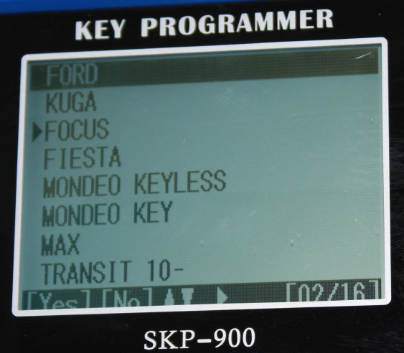 KEY PROGRAMMER
FORD
KUGA
▶FOCUS
FIESTA
MONDEO KEYLESS
MONDEO KEY
MAX
TRANSIT 10-
[Yes][No]▲▼ ▶ [02/16]
SKP-900